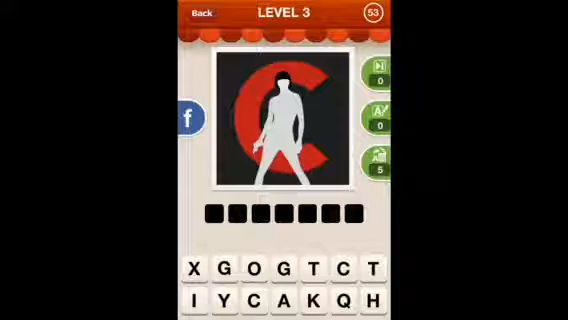 Back LEVEL 3 53
C
0
f
A
0
5
X G O G T C T
I Y C A K Q H